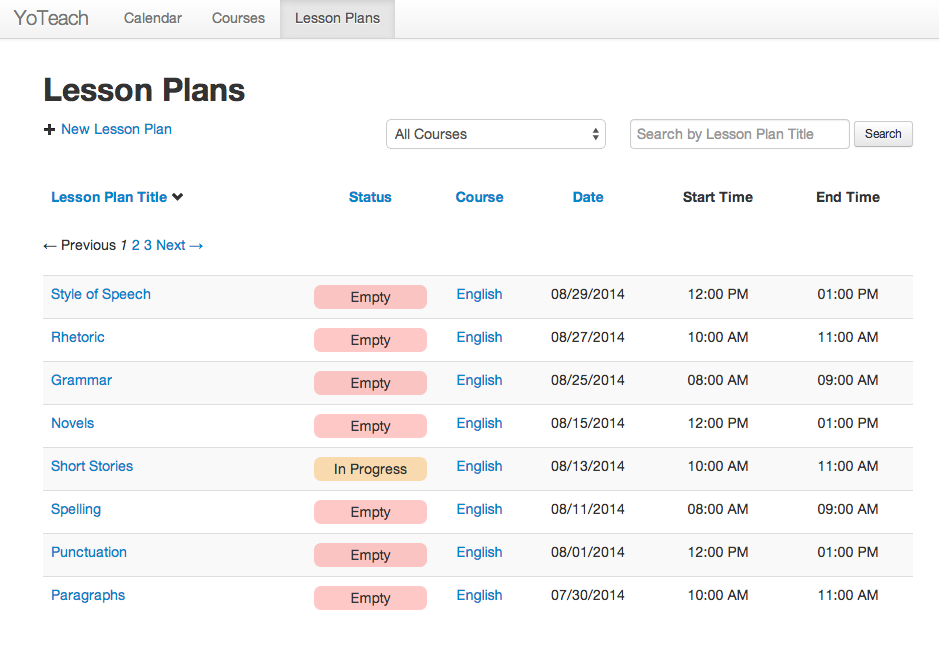 YoTeach Calendar Courses Lesson Plans
Lesson Plans
New Lesson Plan All Courses Search by Lesson Plan Title Search
Lesson Plan Title Status Course Date Start Time End Time
← Previous 1 2 3 Next →
Style of Speech Empty English 08/29/2014 12:00 PM 01:00 PM
Rhetoric Empty English 08/27/2014 10:00 AM 11:00 AM
Grammar Empty English 08/25/2014 08:00 AM 09:00 AM
Novels Empty English 08/15/2014 12:00 PM 01:00 PM
Short Stories In Progress English 08/13/2014 10:00 AM 11:00 AM
Spelling Empty English 08/11/2014 08:00 AM 09:00 AM
Punctuation Empty English 08/01/2014 12:00 PM 01:00 PM
Paragraphs Empty English 07/30/2014 10:00 AM 11:00 AM